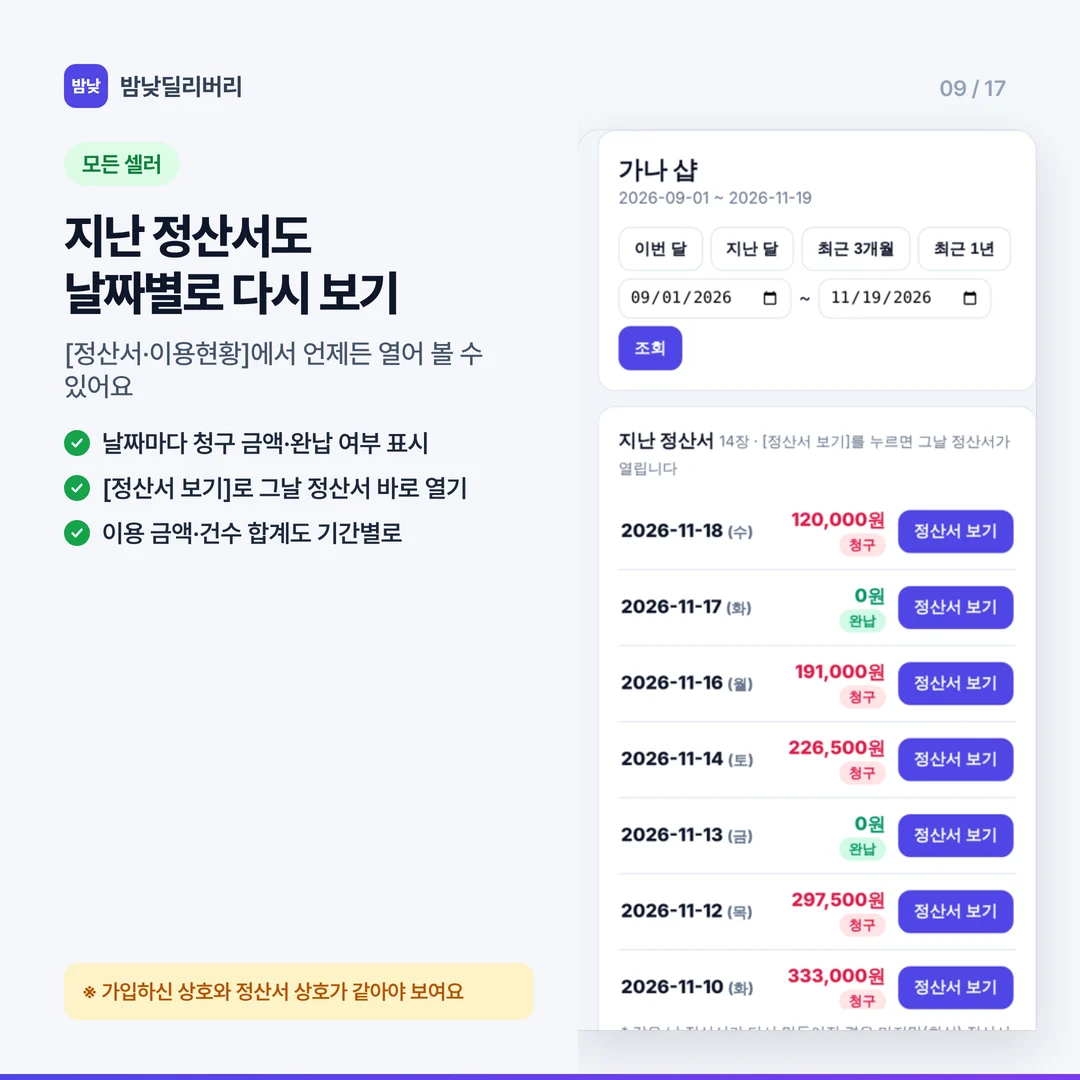 밤낮
밤낮딜리버리
09 / 17
모든 셀러
지난 정산서도
날짜별로 다시 보기
[정산서·이용현황]에서 언제든 열어 볼 수
있어요
날짜마다 청구 금액·완납 여부 표시
[정산서 보기]로 그날 정산서 바로 열기
이용 금액·건수 합계도 기간별로
※ 가입하신 상호와 정산서 상호가 같아야 보여요
가나 샵
2026-09-01 ~ 2026-11-19
이번 달 지난 달 최근 3개월 최근 1년
09/01/2026 ~ 11/19/2026
조회
지난 정산서 14장 · [정산서 보기]를 누르면 그날 정산서가
열립니다
2026-11-18 (수) 120,000원 정산서 보기
청구
2026-11-17 (화) 0원 정산서 보기
완납
2026-11-16 (월) 191,000원 정산서 보기
청구
2026-11-14 (토) 226,500원 정산서 보기
청구
2026-11-13 (금) 0원 정산서 보기
완납
2026-11-12 (목) 297,500원 정산서 보기
청구
2026-11-10 (화) 333,000원 정산서 보기
청구